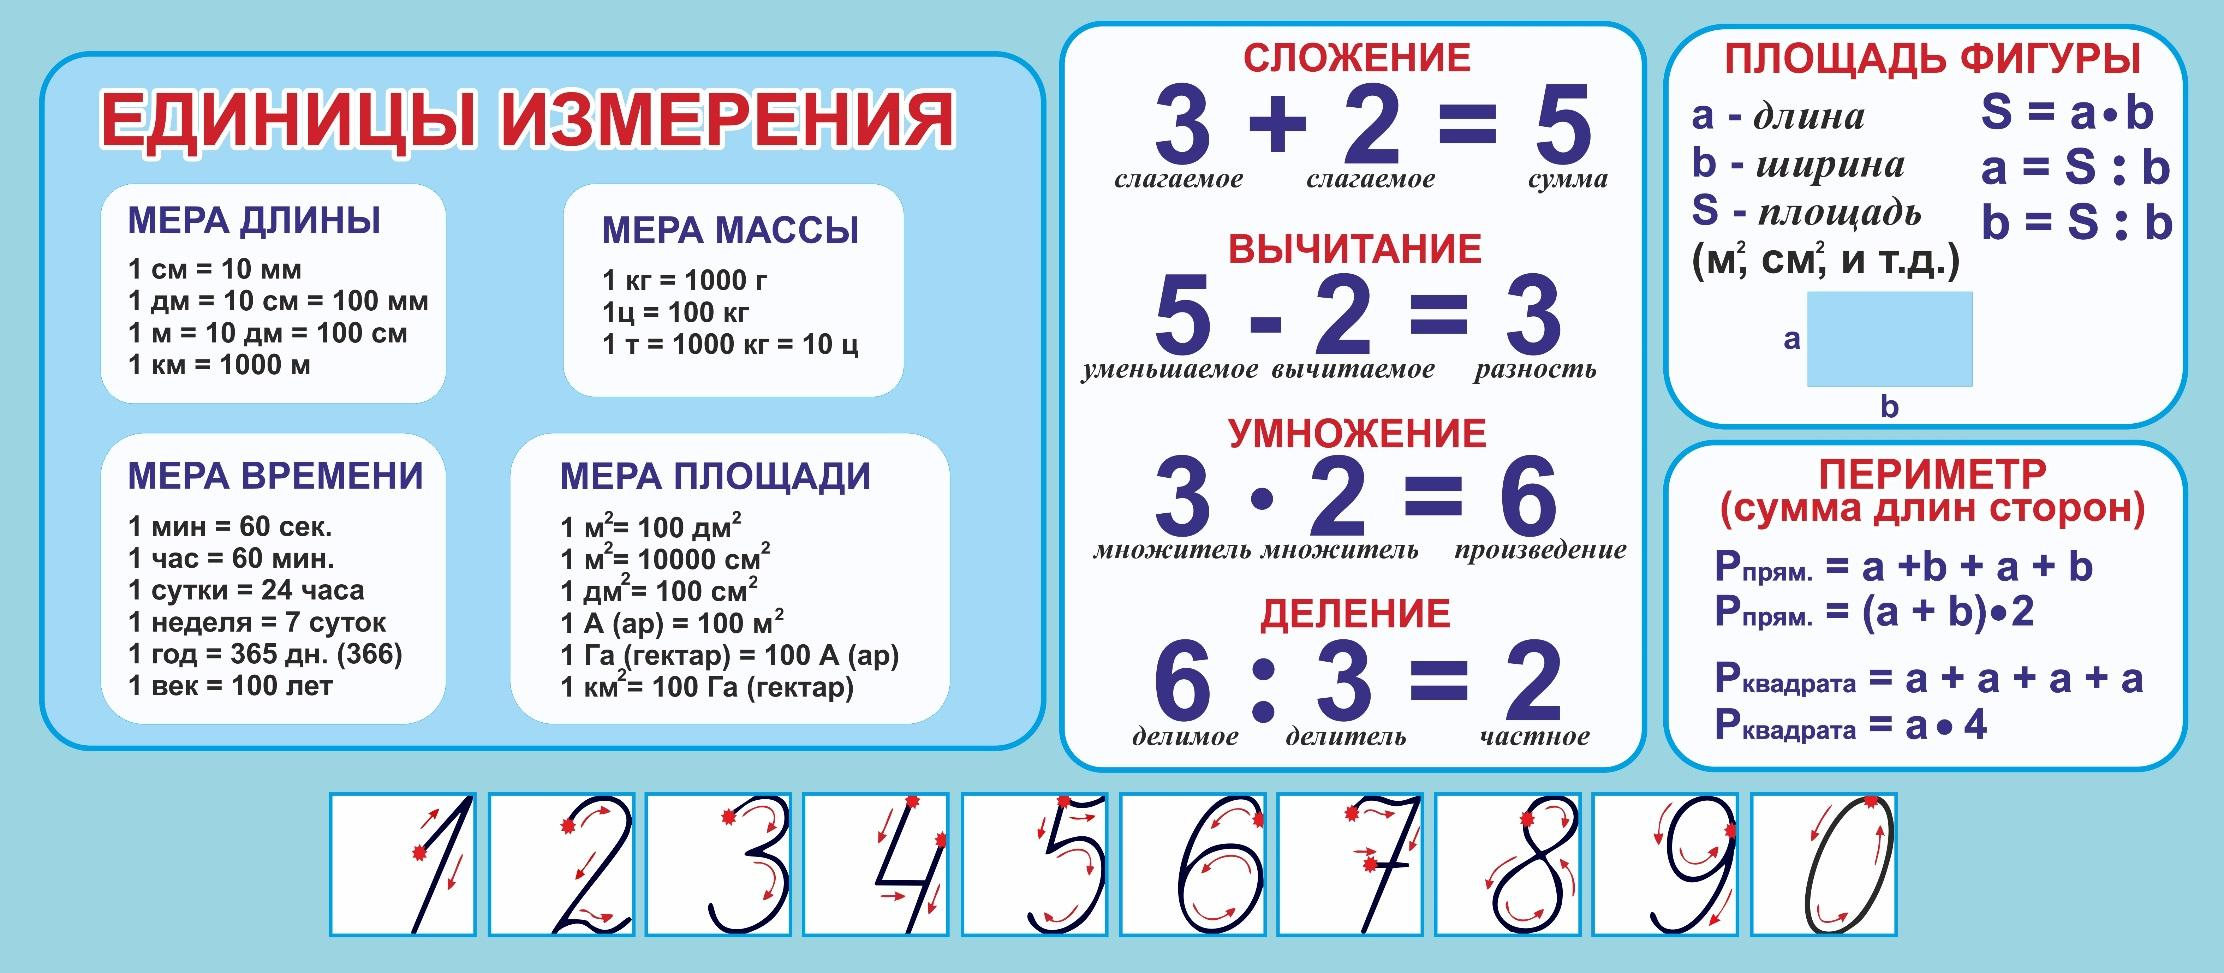 ЕДИНИЦЫ ИЗМЕРЕНИЯ
МЕРА ДЛИНЫ
1 см = 10 мм
1 дм = 10 см = 100 мм
1 м = 10 дм = 100 см
1 км = 1000 м
МЕРА МАССЫ
1 кг = 1000 г
1ц = 100 кг
1 т = 1000 кг = 10 ц
МЕРА ВРЕМЕНИ
1 мин = 60 сек.
1 час = 60 мин.
1 сутки = 24 часа
1 неделя = 7 суток
1 год = 365 дн. (366)
1 век = 100 лет
МЕРА ПЛОЩАДИ
1 м²= 100 дм²
1 м²= 10000 см²
1 дм²= 100 см²
1 А (ар) = 100 м²
1 Га (гектар) = 100 А (ар)
1 км²= 100 Га (гектар)
СЛОЖЕНИЕ
3 + 2 = 5
слагаемое слагаемое сумма
ВЫЧИТАНИЕ
5 - 2 = 3
уменьшаемое вычитаемое разность
УМНОЖЕНИЕ
3 • 2 = 6
множитель множитель произведение
ДЕЛЕНИЕ
6 : 3 = 2
делимое делитель частное
ПЛОЩАДЬ ФИГУРЫ
a - длина
b - ширина
S - площадь
(м², см², и т.д.)
S = a•b
a = S : b
b = S : b
a
b
ПЕРИМЕТР
(сумма длин сторон)
Pпрям. = a +b + a + b
Pпрям. = (a + b)•2
Pквадрата = a + a + a + a
Pквадрата = a • 4
1 2 3 4 5 6 7 8 9 0